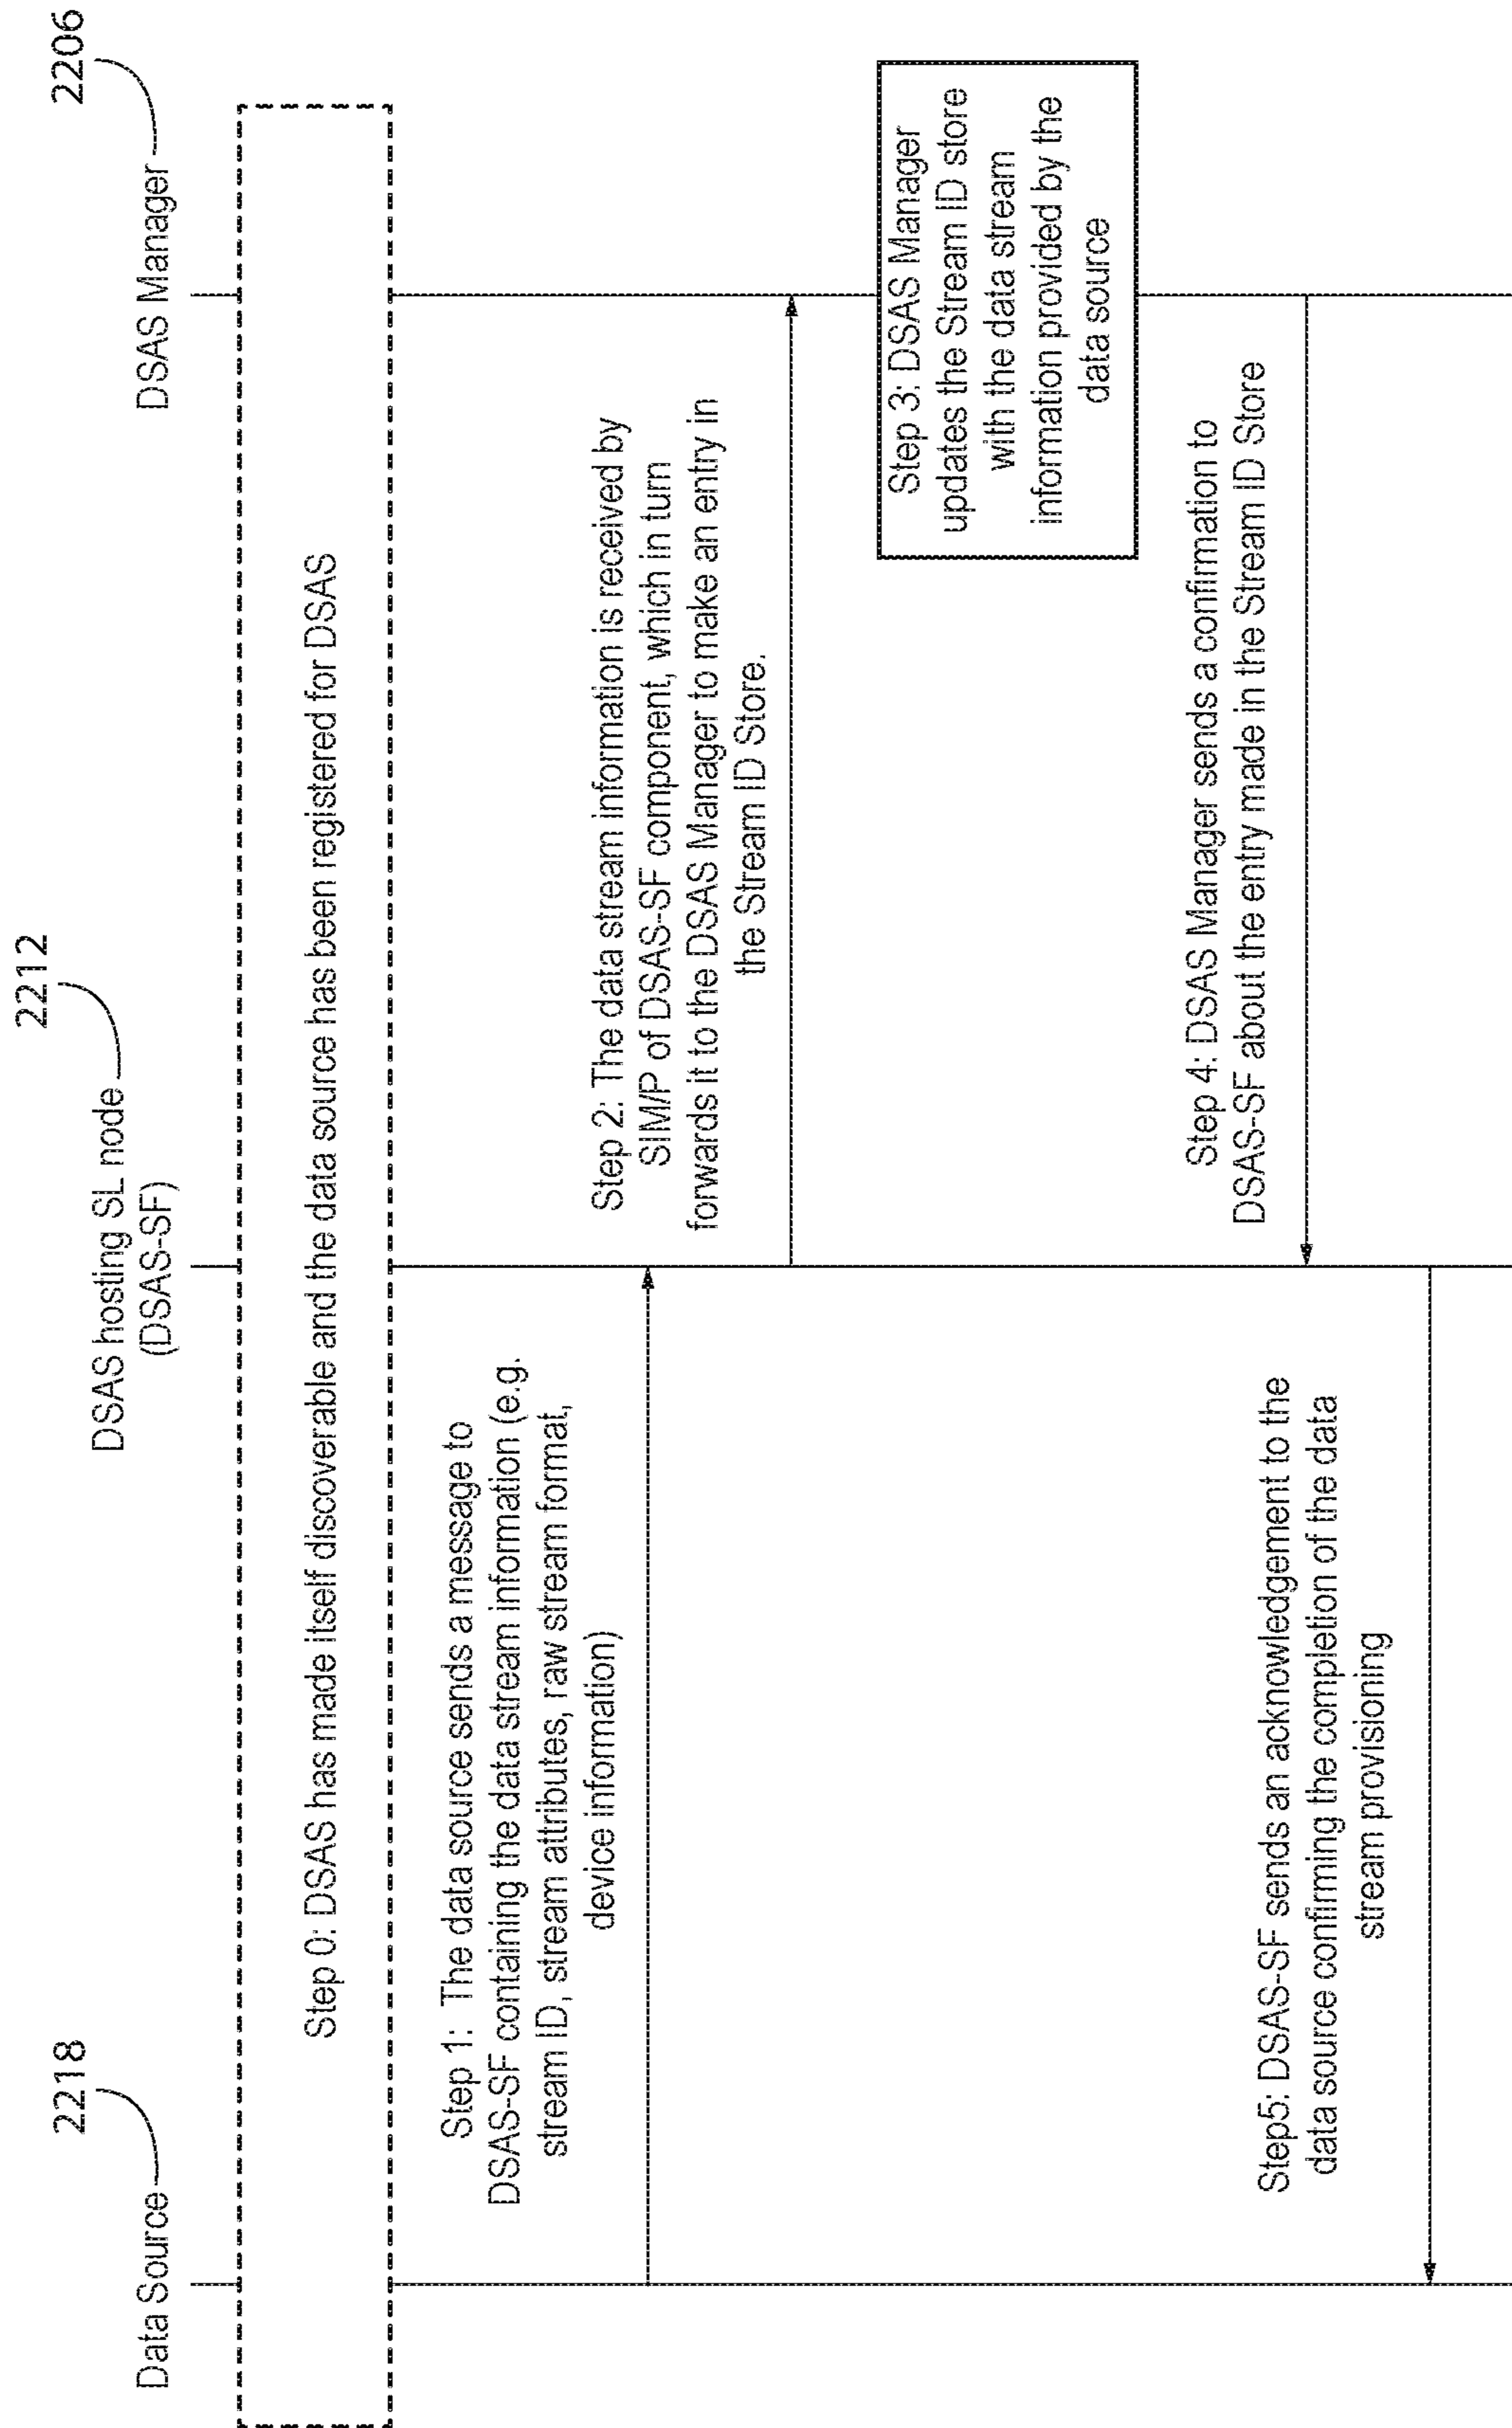 2218
Data Source
2212
DSAS hosting SL node
(DSAS-SF)
2206
DSAS Manager
Step 0: DSAS has made itself discoverable and the data source has been registered for DSAS
Step 1: The data source sends a message to
DSAS-SF containing the data stream information (e.g.
stream ID, stream attributes, raw stream format,
device information)
Step 2: The data stream information is received by
SIM/P of DSAS-SF component, which in turn
forwards it to the DSAS Manager to make an entry in
the Stream ID Store.
Step 3: DSAS Manager
updates the Stream ID store
with the data stream
information provided by the
data source
Step 4: DSAS Manager sends a confirmation to
DSAS-SF about the entry made in the Stream ID Store
Step5: DSAS-SF sends an acknowledgement to the
data source confirming the completion of the data
stream provisioning